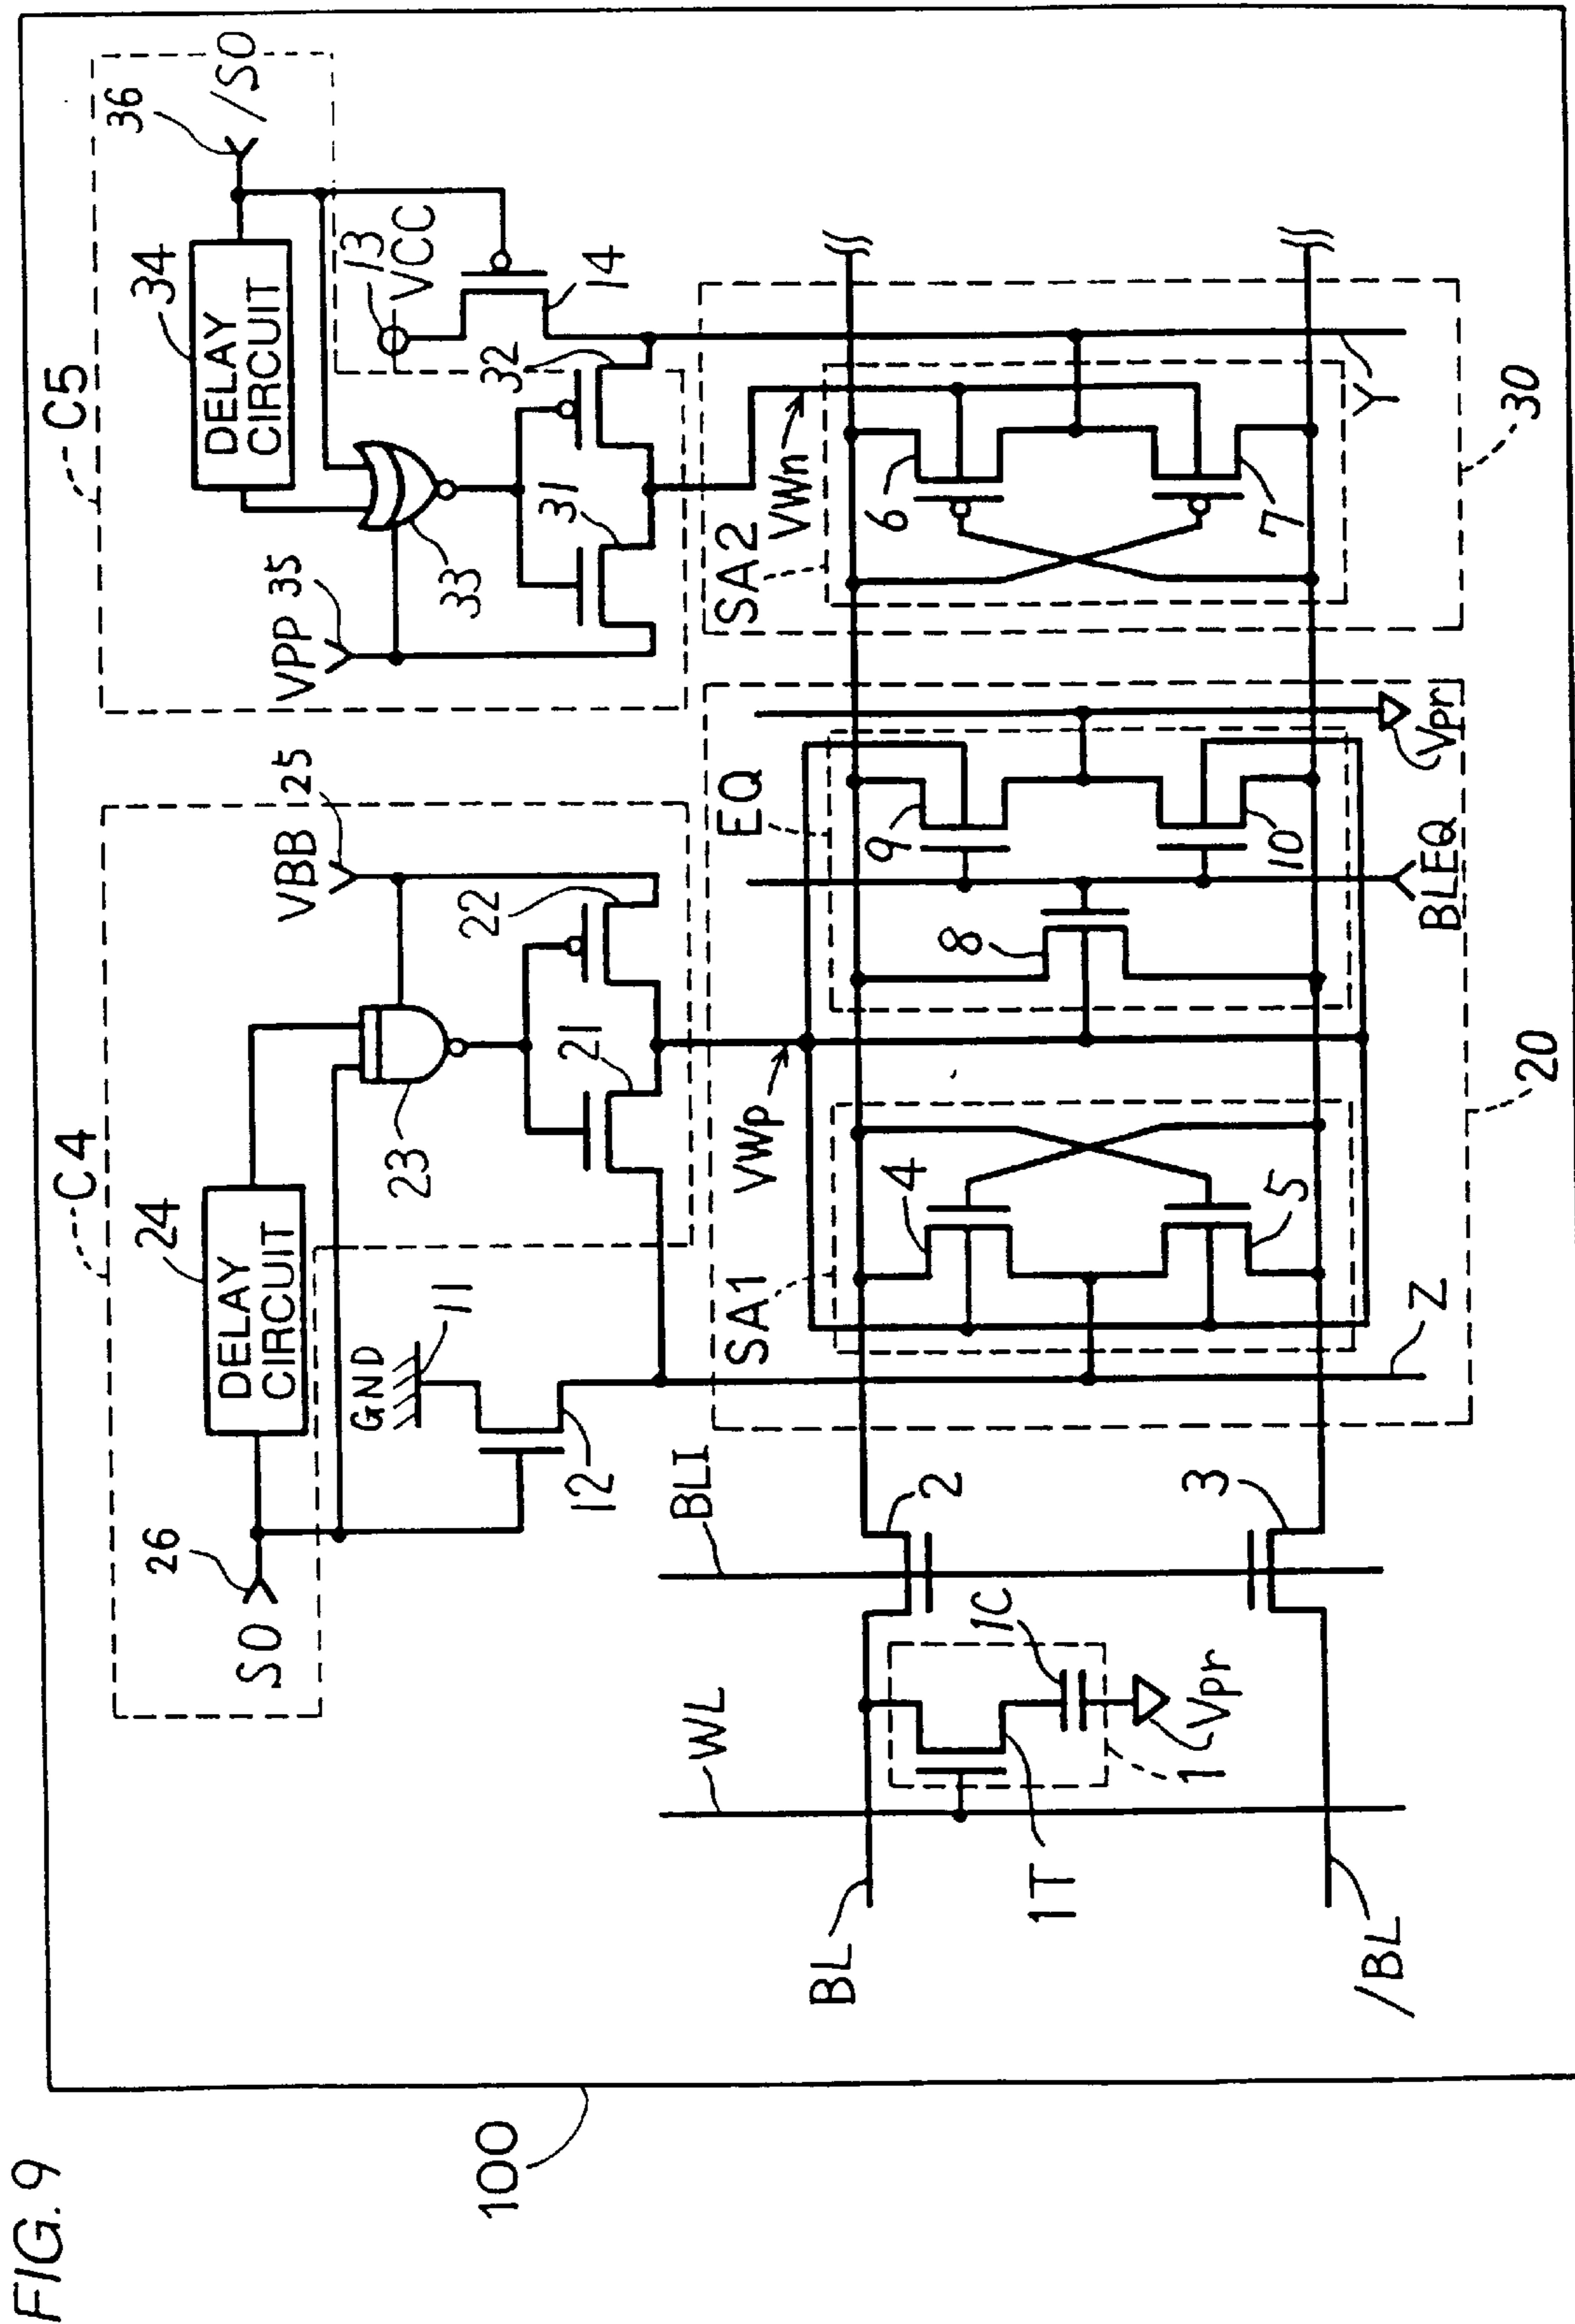 FIG. 9
100
C4
C5
24
DELAY
CIRCUIT
26
SO
23
VBB
25
22
21
GND
11
12
34
DELAY
CIRCUIT
36
/SO
VPP
35
33
31
32
13
VCC
14
WL
BLI
SA1
VWp
EQ
SA2
VWn
BL
/BL
1T
1C
1
Vpr
2
3
4
5
8
9
10
6
7
BLEQ
Vpr
Y
Z
20
30